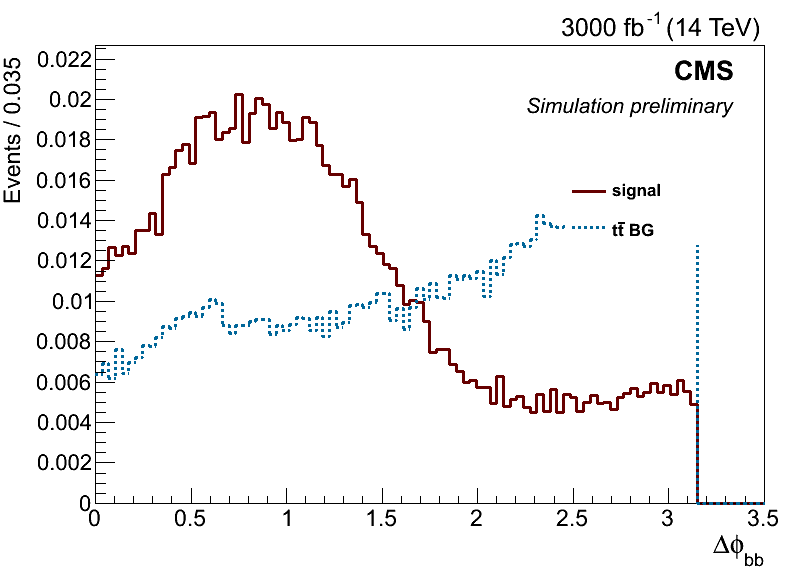 3000 fb⁻¹ (14 TeV)
CMS
Simulation preliminary
signal
tt̄ BG
Events / 0.035
0.022
0.02
0.018
0.016
0.014
0.012
0.01
0.008
0.006
0.004
0.002
0
0 0.5 1 1.5 2 2.5 3 3.5
Δϕbb